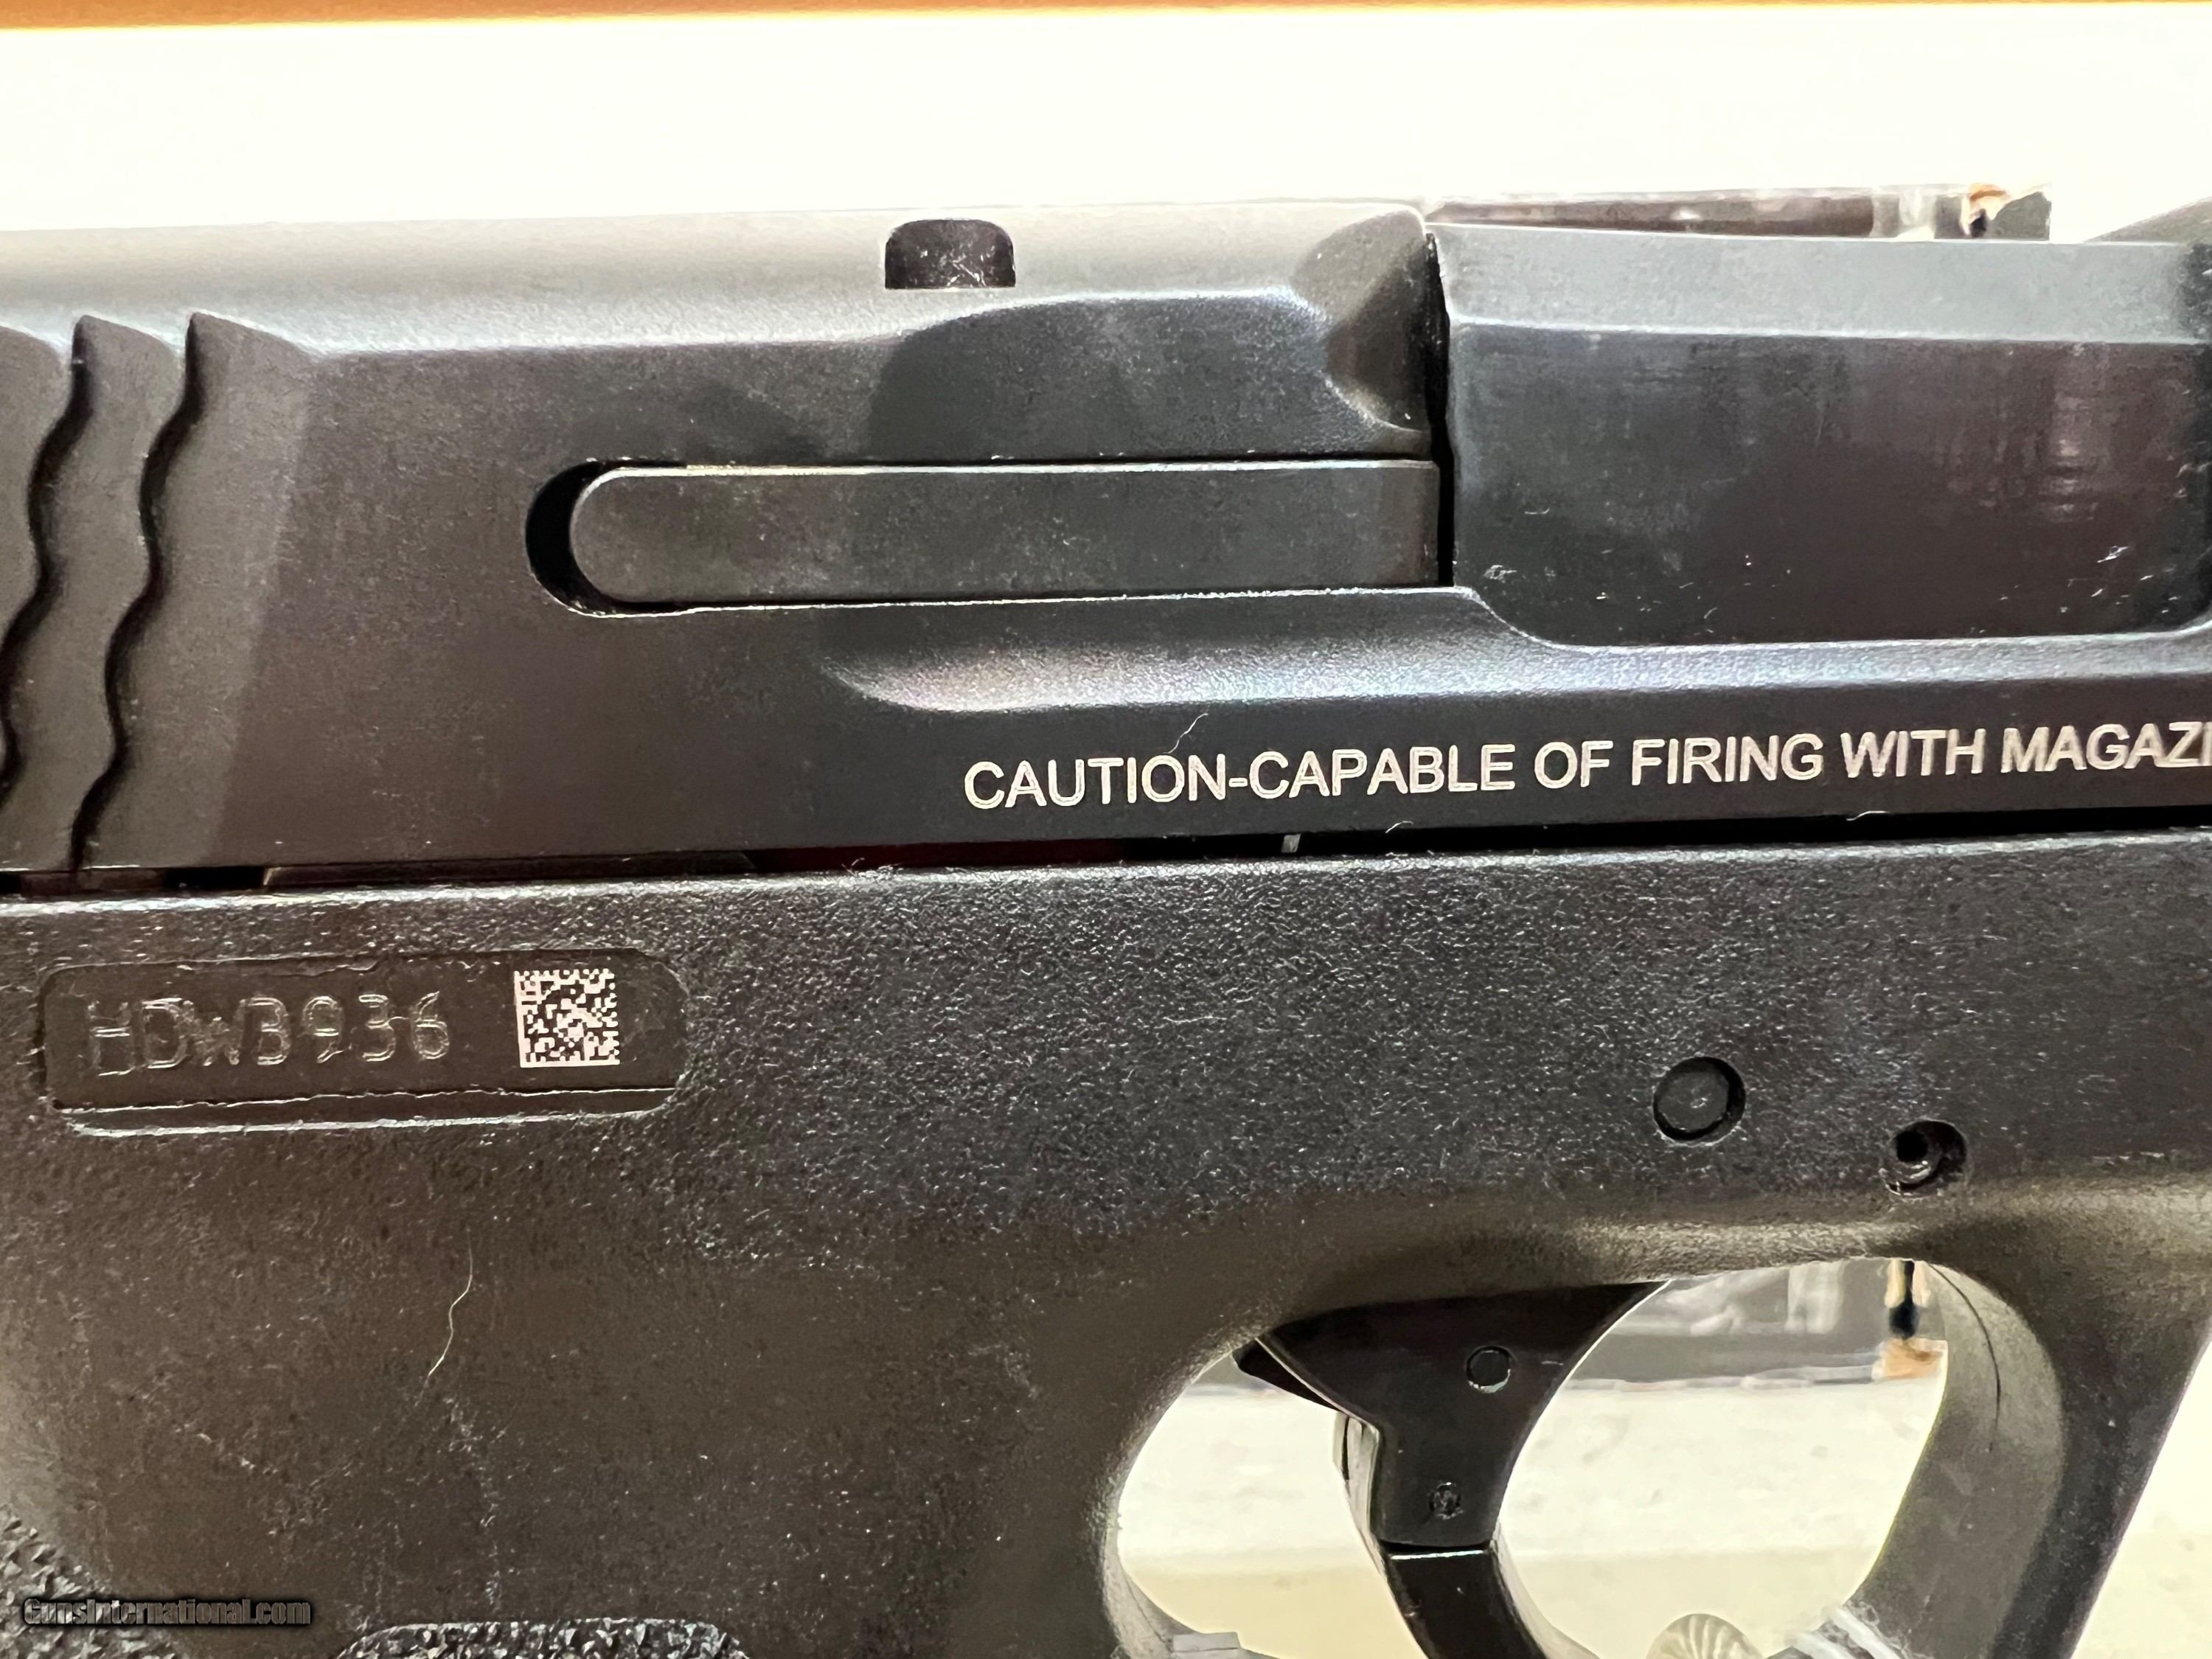 CAUTION-CAPABLE OF FIRING WITH MAGAZI
HDW3936
GunsInternational.com